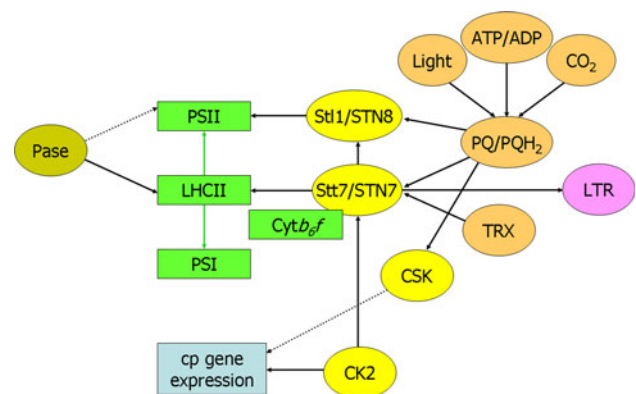 ATP/ADP
Light
CO₂
PSII
Stl1/STN8
PQ/PQH₂
Pase
LHCII
Stt7/STN7
LTR
Cytb₆f
TRX
PSI
CSK
cp gene
expression
CK2